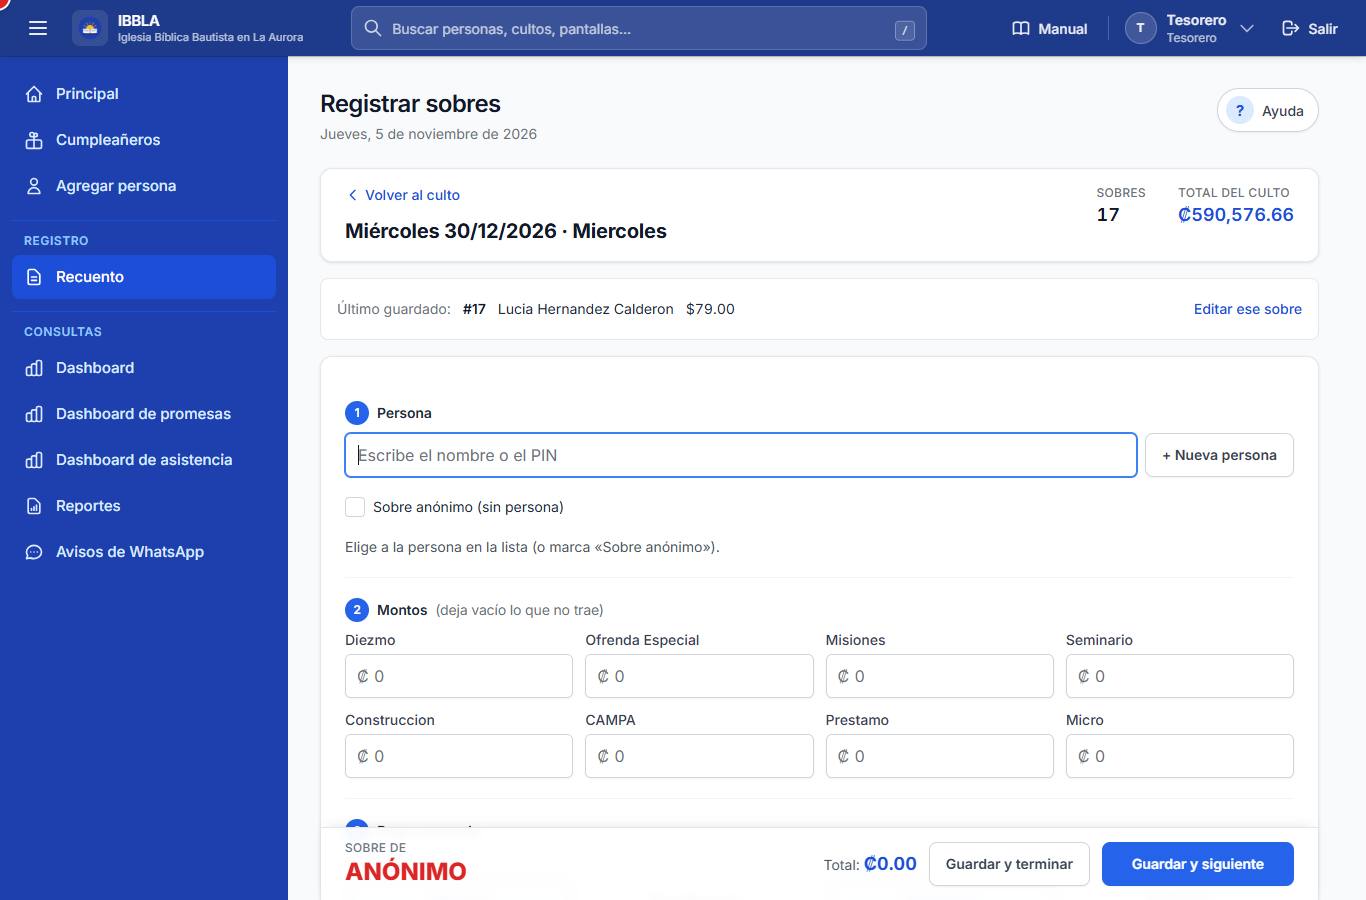 IBBLA
Iglesia Bíblica Bautista en La Aurora
Buscar personas, cultos, pantallas...
/
Manual
T
Tesorero
Tesorero
Salir
Principal
Cumpleañeros
Agregar persona
REGISTRO
Recuento
CONSULTAS
Dashboard
Dashboard de promesas
Dashboard de asistencia
Reportes
Avisos de WhatsApp
Registrar sobres
Jueves, 5 de noviembre de 2026
? Ayuda
Volver al culto
Miércoles 30/12/2026 · Miercoles
SOBRES
17
TOTAL DEL CULTO
₡590,576.66
Último guardado: #17 Lucia Hernandez Calderon $79.00
Editar ese sobre
1 Persona
Escribe el nombre o el PIN
+ Nueva persona
Sobre anónimo (sin persona)
Elige a la persona en la lista (o marca «Sobre anónimo»).
2 Montos (deja vacío lo que no trae)
Diezmo
₡ 0
Ofrenda Especial
₡ 0
Misiones
₡ 0
Seminario
₡ 0
Construccion
₡ 0
CAMPA
₡ 0
Prestamo
₡ 0
Micro
₡ 0
SOBRE DE
ANÓNIMO
Total: ₡0.00
Guardar y terminar
Guardar y siguiente